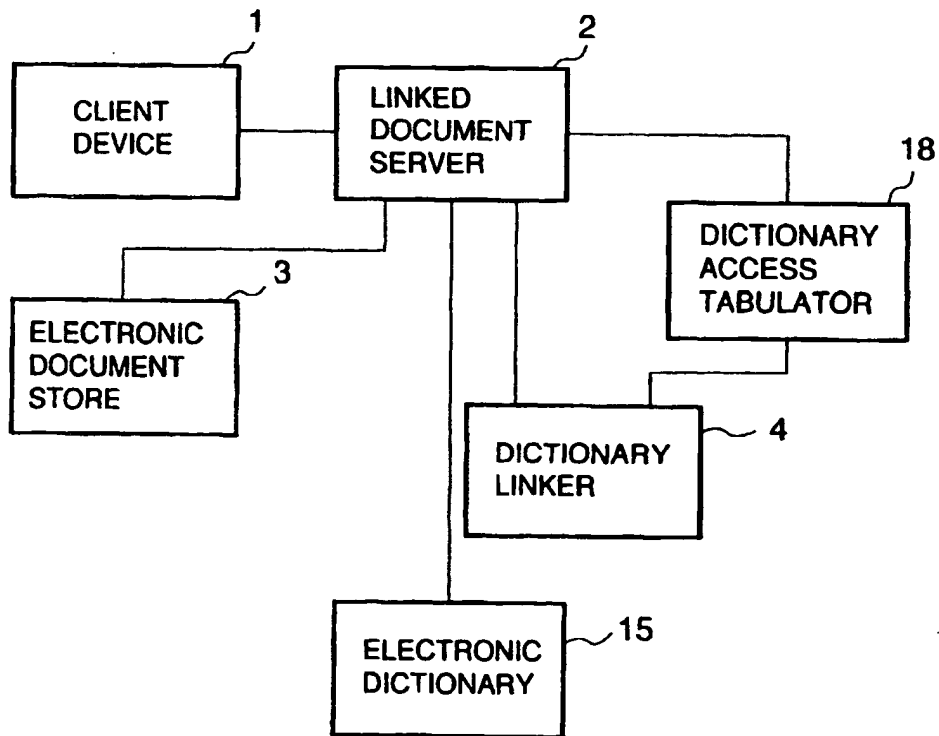 1
CLIENT
DEVICE
2
LINKED
DOCUMENT
SERVER
18
DICTIONARY
ACCESS
TABULATOR
3
ELECTRONIC
DOCUMENT
STORE
4
DICTIONARY
LINKER
15
ELECTRONIC
DICTIONARY